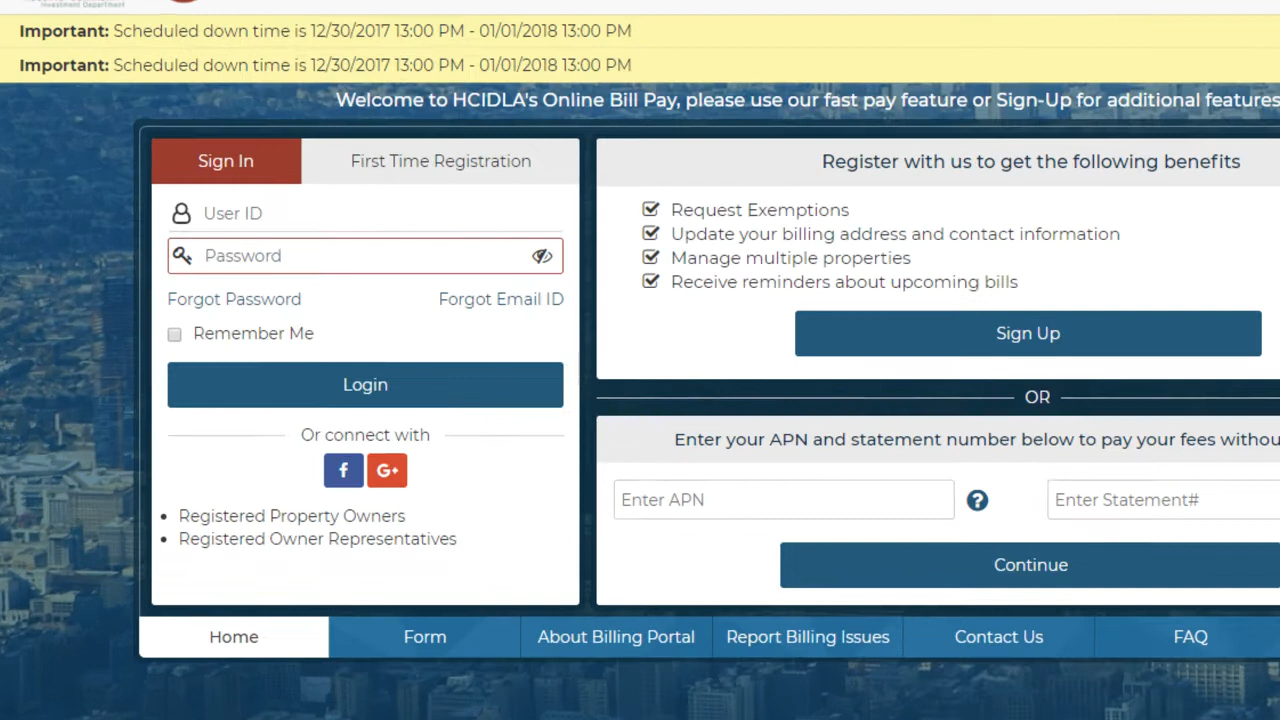 Investment Department
Important: Scheduled down time is 12/30/2017 13:00 PM - 01/01/2018 13:00 PM
Important: Scheduled down time is 12/30/2017 13:00 PM - 01/01/2018 13:00 PM
Welcome to HCIDLA's Online Bill Pay, please use our fast pay feature or Sign-Up for additional features
Sign In
First Time Registration
User ID
Password
Forgot Password
Forgot Email ID
Remember Me
Login
Or connect with
f
G+
Registered Property Owners
Registered Owner Representatives
Register with us to get the following benefits
Request Exemptions
Update your billing address and contact information
Manage multiple properties
Receive reminders about upcoming bills
Sign Up
OR
Enter your APN and statement number below to pay your fees withou
Enter APN
?
Enter Statement#
Continue
Home
Form
About Billing Portal
Report Billing Issues
Contact Us
FAQ